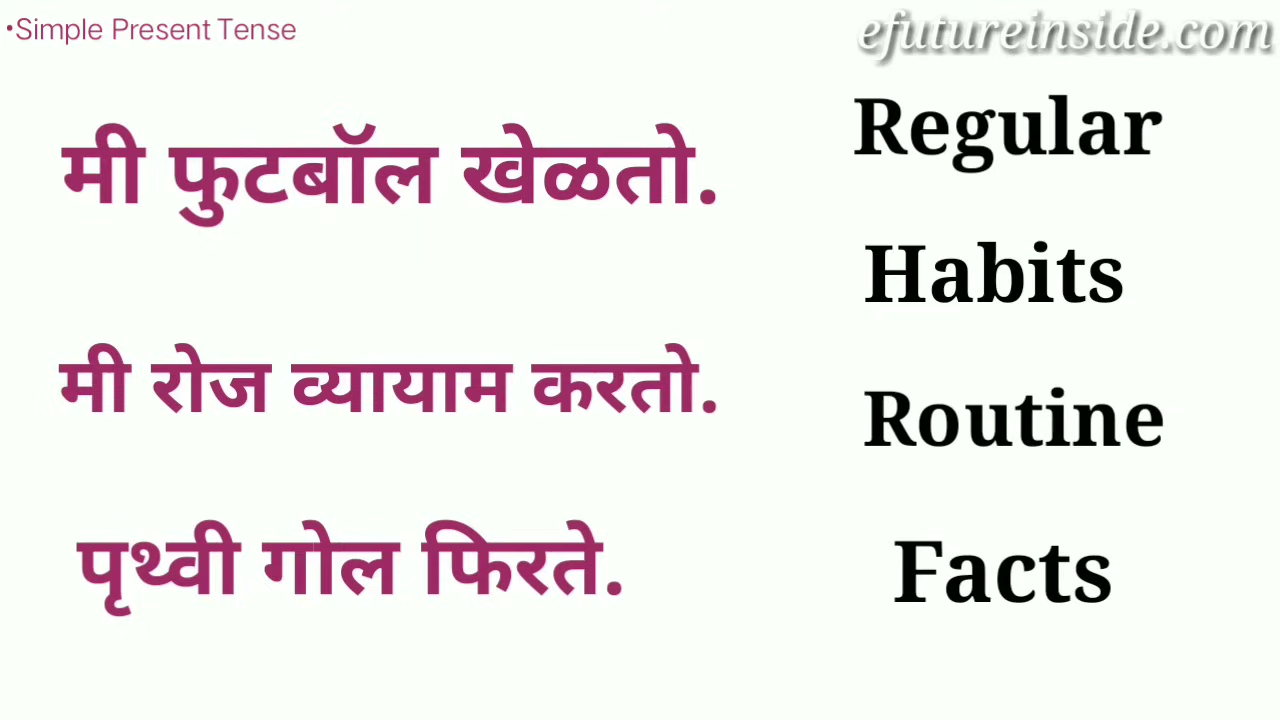 •Simple Present Tense
efutureinside.com
मी फुटबॉल खेळतो.
Regular
Habits
मी रोज व्यायाम करतो.
Routine
पृथ्वी गोल फिरते.
Facts